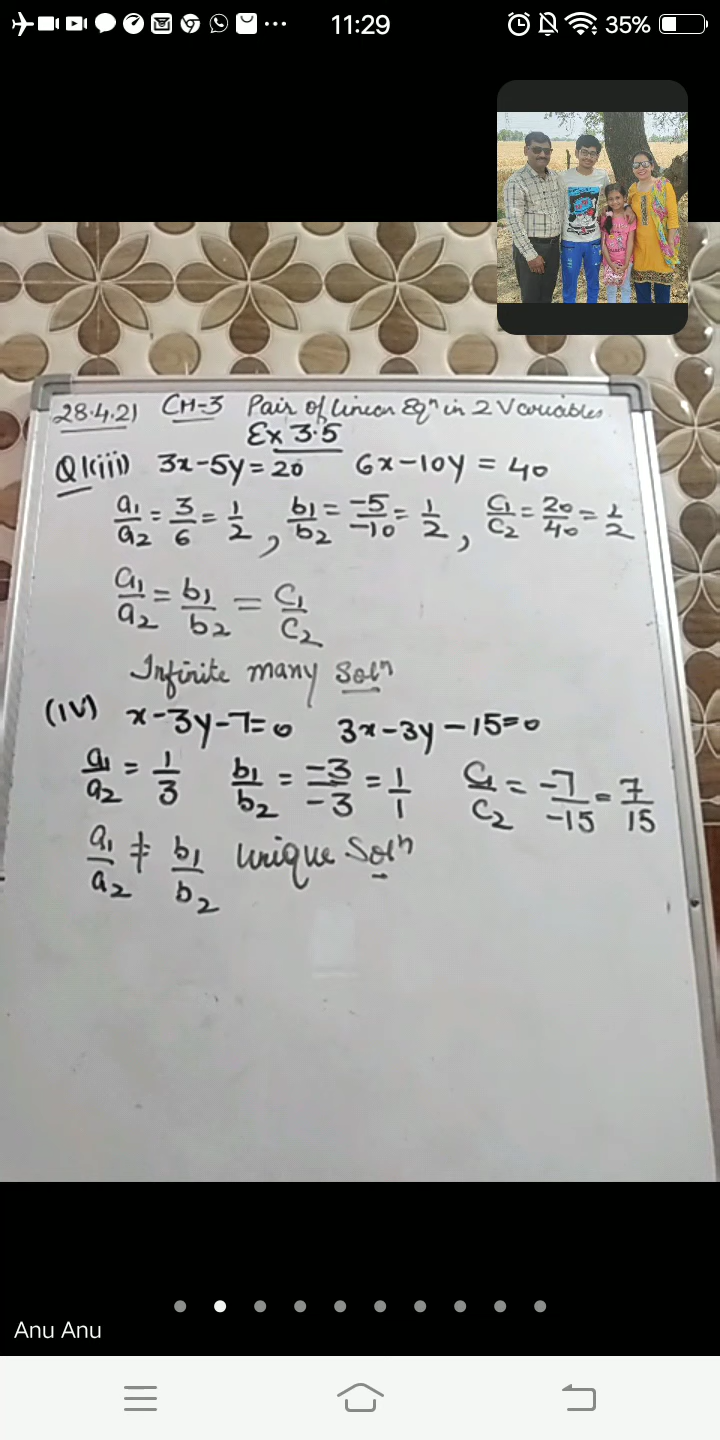 11:29
35%
28.4.21 CH-3 Pair of linear Eqⁿ in 2 Variables
Ex 3.5
Q1(iii) 3x-5y=20 6x-10y=40
a₁/a₂ = 3/6 = 1/2, b₁/b₂ = -5/-10 = 1/2, c₁/c₂ = 20/40 = 1/2
a₁/a₂ = b₁/b₂ = c₁/c₂
Infinite many Solⁿ
(iv) x-3y-7=0 3x-3y-15=0
a₁/a₂ = 1/3 b₁/b₂ = -3/-3 = 1/1 c₁/c₂ = -7/-15 = 7/15
a₁/a₂ ≠ b₁/b₂ Unique Solⁿ
Anu Anu